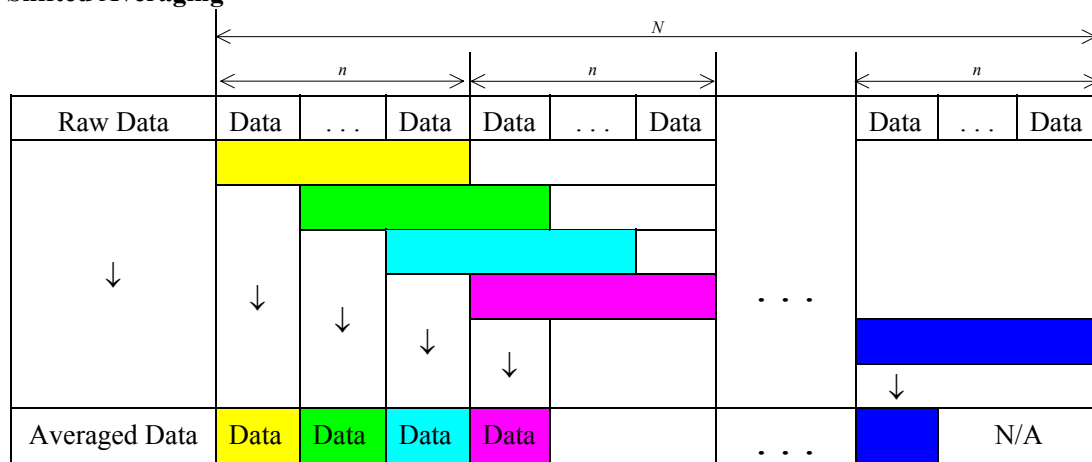 Shifted Averaging
N
n n n
Raw Data Data . . . Data Data . . . Data Data . . . Data
↓ ↓ ↓ ↓ ↓ . . . ↓
Averaged Data Data Data Data Data . . . N/A